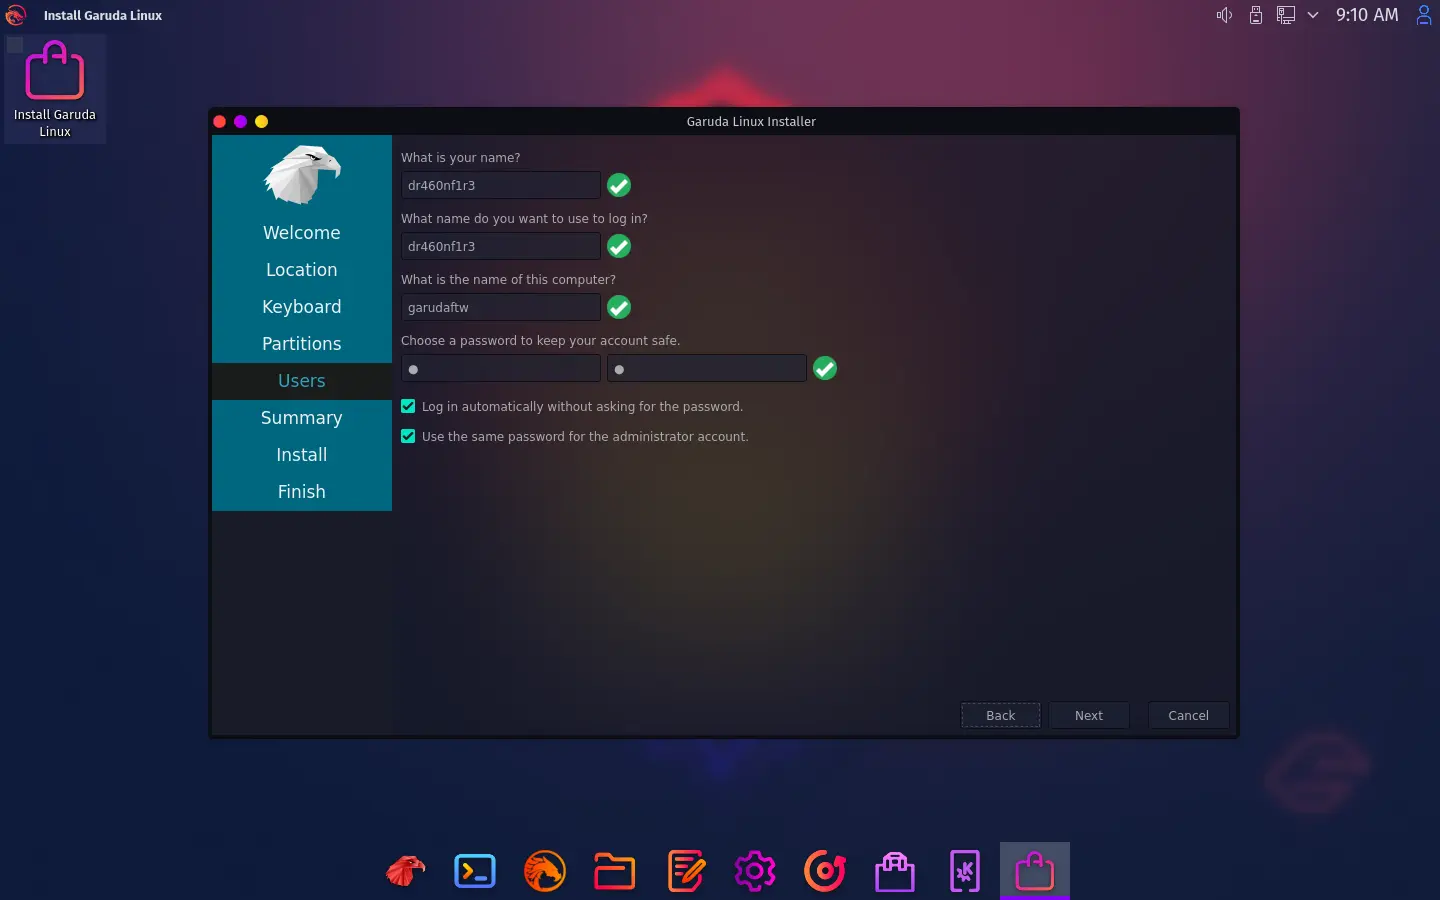 Install Garuda Linux
9:10 AM
Install Garuda
Linux
Garuda Linux Installer
Welcome
Location
Keyboard
Partitions
Users
Summary
Install
Finish
What is your name?
dr460nf1r3
What name do you want to use to log in?
dr460nf1r3
What is the name of this computer?
garudaftw
Choose a password to keep your account safe.
Log in automatically without asking for the password.
Use the same password for the administrator account.
Back
Next
Cancel